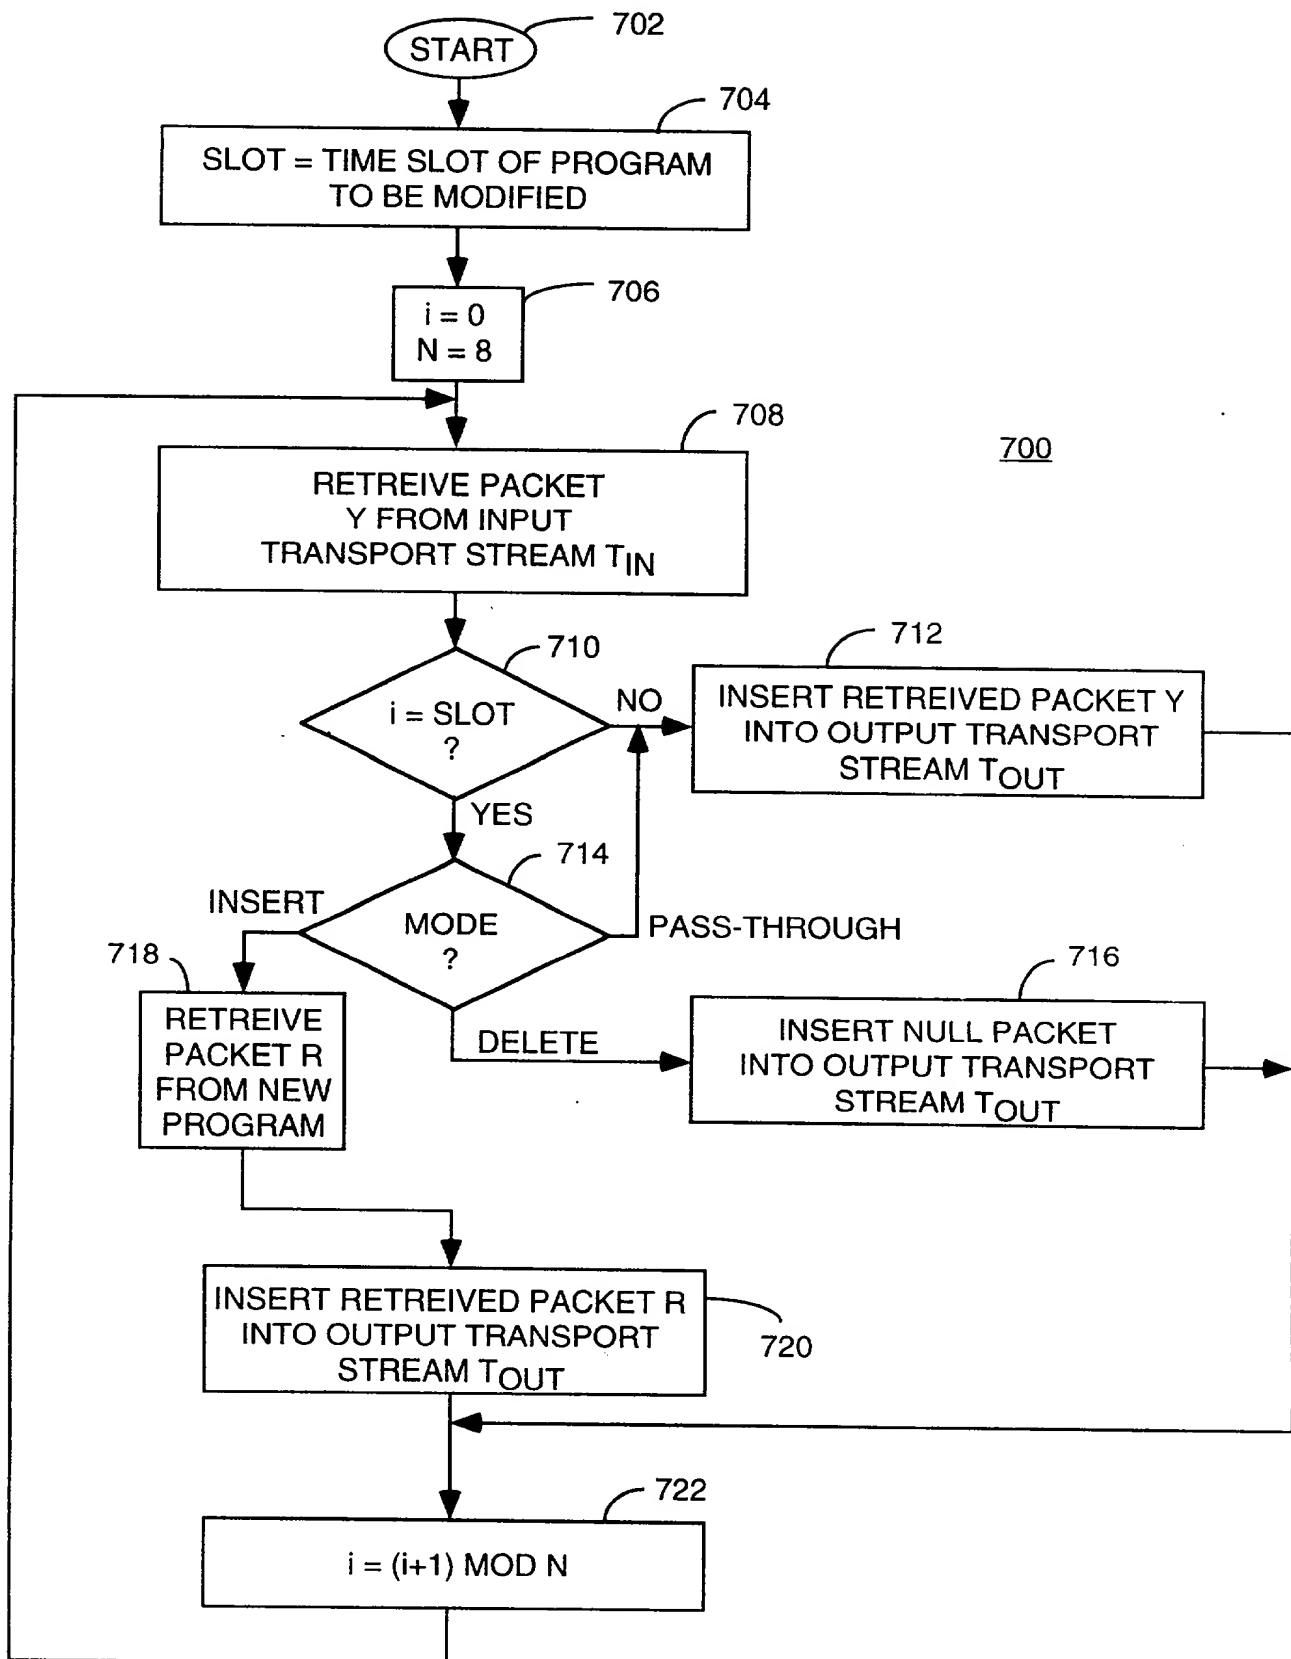 START
702
704
SLOT = TIME SLOT OF PROGRAM
TO BE MODIFIED
706
i = 0
N = 8
708
700
RETREIVE PACKET
Y FROM INPUT
TRANSPORT STREAM TIN
710
i = SLOT
?
NO
YES
712
INSERT RETREIVED PACKET Y
INTO OUTPUT TRANSPORT
STREAM TOUT
714
MODE
?
INSERT
PASS-THROUGH
DELETE
716
INSERT NULL PACKET
INTO OUTPUT TRANSPORT
STREAM TOUT
718
RETREIVE
PACKET R
FROM NEW
PROGRAM
INSERT RETREIVED PACKET R
INTO OUTPUT TRANSPORT
STREAM TOUT
720
722
i = (i+1) MOD N